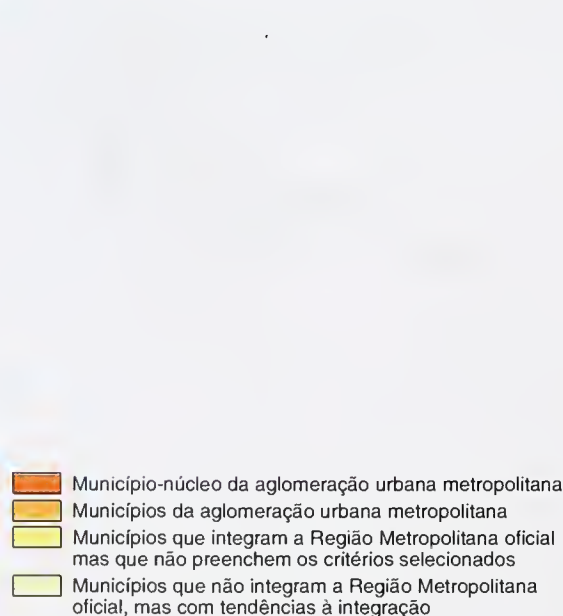 Município-núcleo da aglomeração urbana metropolitana
Municípios da aglomeração urbana metropolitana
Municípios que integram a Região Metropolitana oficial
mas que não preenchem os critérios selecionados
Municípios que não integram a Região Metropolitana
oficial, mas com tendências à integração